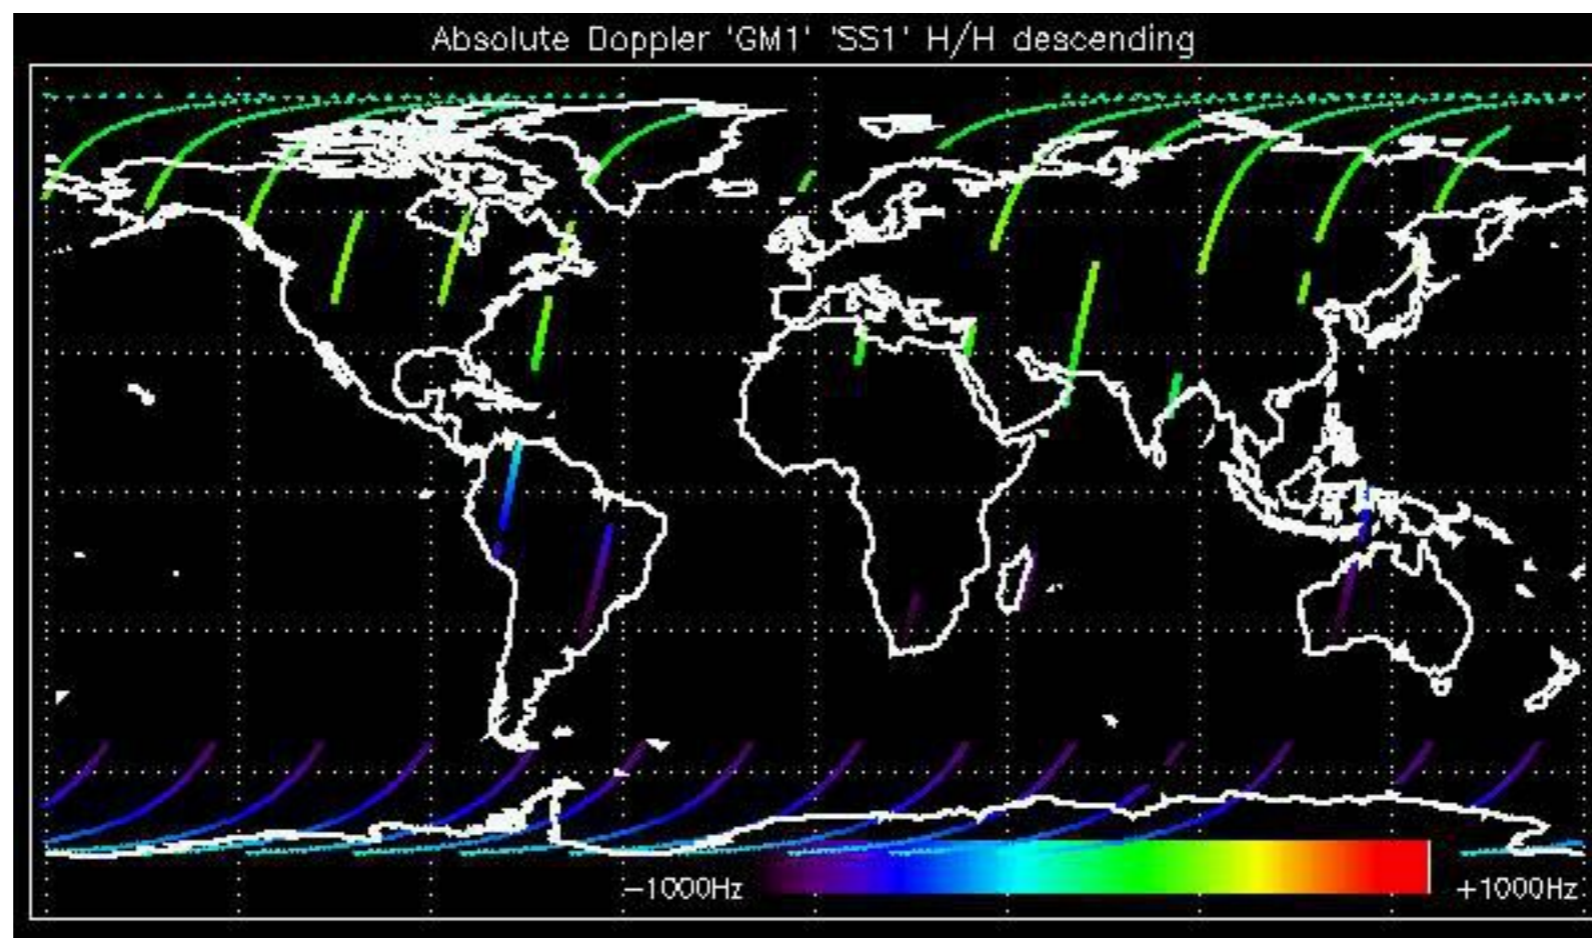 Absolute Doppler 'GM1' 'SS1' H/H descending
-1000Hz
+1000Hz